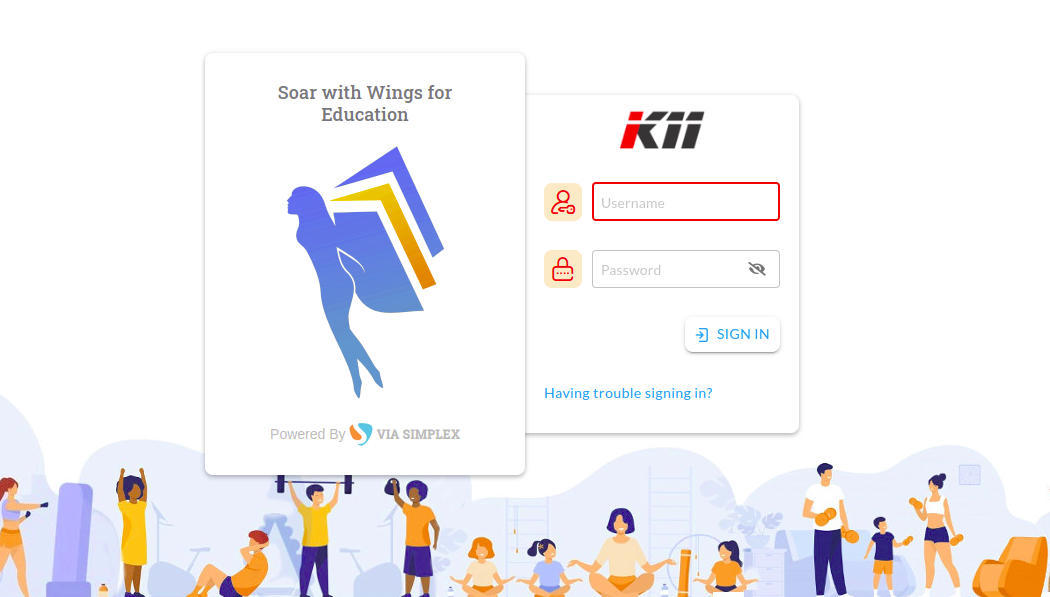 Soar with Wings for
Education
Powered By VIA SIMPLEX
KII
Username
Password
SIGN IN
Having trouble signing in?